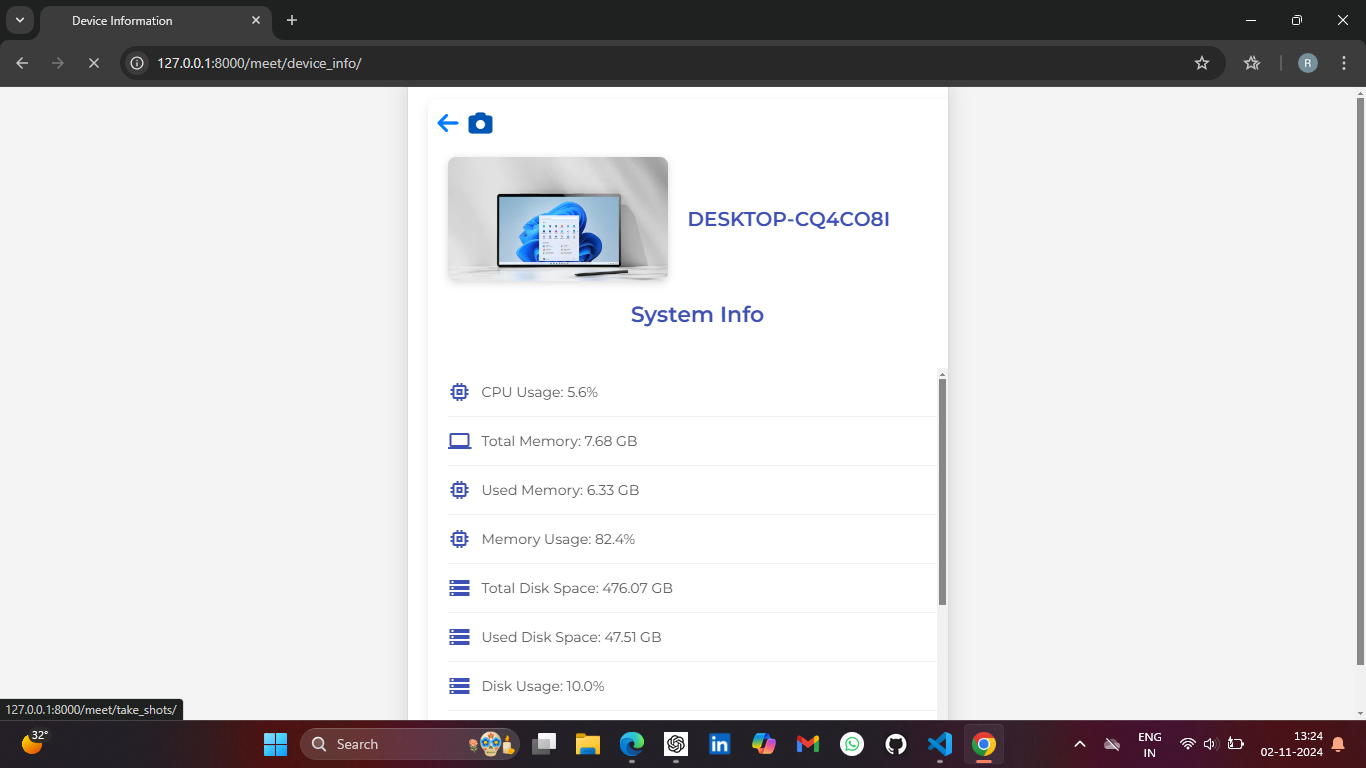 Device Information
127.0.0.1:8000/meet/device_info/
R
DESKTOP-CQ4CO8I
System Info
CPU Usage: 5.6%
Total Memory: 7.68 GB
Used Memory: 6.33 GB
Memory Usage: 82.4%
Total Disk Space: 476.07 GB
Used Disk Space: 47.51 GB
Disk Usage: 10.0%
127.0.0.1:8000/meet/take_shots/
32°
Search
ENG
IN
13:24
02-11-2024